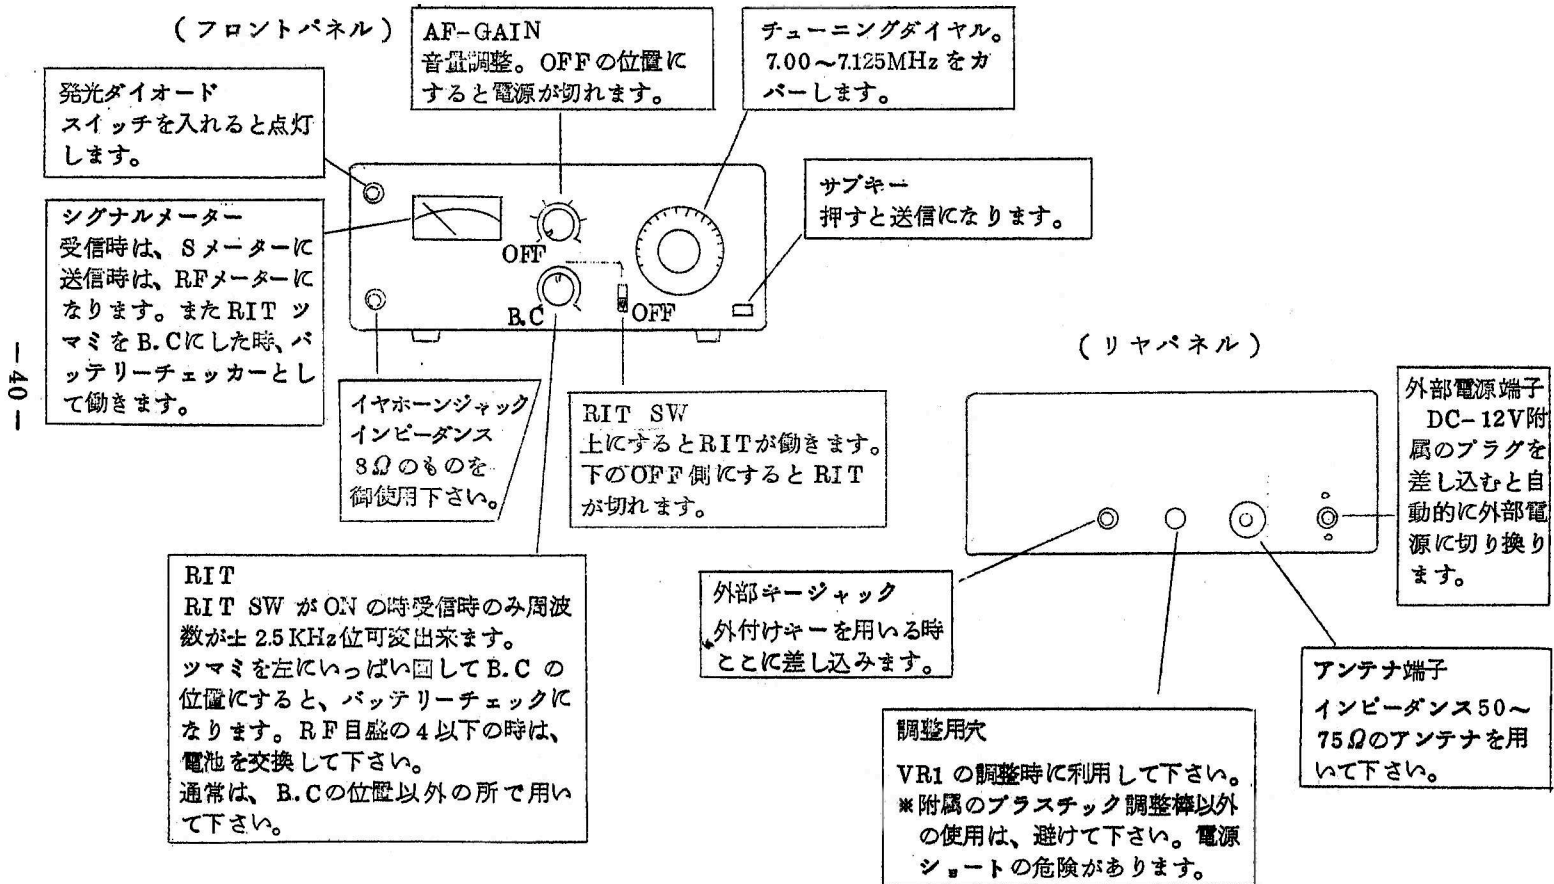 (フロントパネル)
AF-GAIN
音量調整。OFFの位置に
すると電源が切れます。
チューニングダイヤル。
7.00～7.125MHzをカ
バーします。
発光ダイオード
スイッチを入れると点灯
します。
サブキー
押すと送信になります。
シグナルメーター
受信時は、Sメーターに
送信時は、RFメーターに
なります。またRIT ツ
マミをB.Cにした時、バ
ッテリーチェッカーとし
て働きます。
OFF
B.C
OFF
イヤホーンジャック
インピーダンス
8Ωのものを
御使用下さい。
RIT SW
上にするとRITが働きます。
下のOFF側にするとRIT
が切れます。
RIT
RIT SW がONの時受信時のみ周波
数が±2.5KHz位可変出来ます。
ツマミを左にいっぱい回してB.Cの
位置にすると、バッテリーチェックに
なります。RF目盛の4以下の時は、
電池を交換して下さい。
通常は、B.Cの位置以外の所で用い
て下さい。
(リヤパネル)
外部電源端子
DC-12V附
属のプラグを
差し込むと自
動的に外部電
源に切り換り
ます。
外部キージャック
外付けキーを用いる時
ここに差し込みます。
調整用穴
VR1の調整時に利用して下さい。
※附属のプラスチック調整棒以外
の使用は、避けて下さい。電源
ショートの危険があります。
アンテナ端子
インピーダンス50～
75Ωのアンテナを用
いて下さい。
－40－